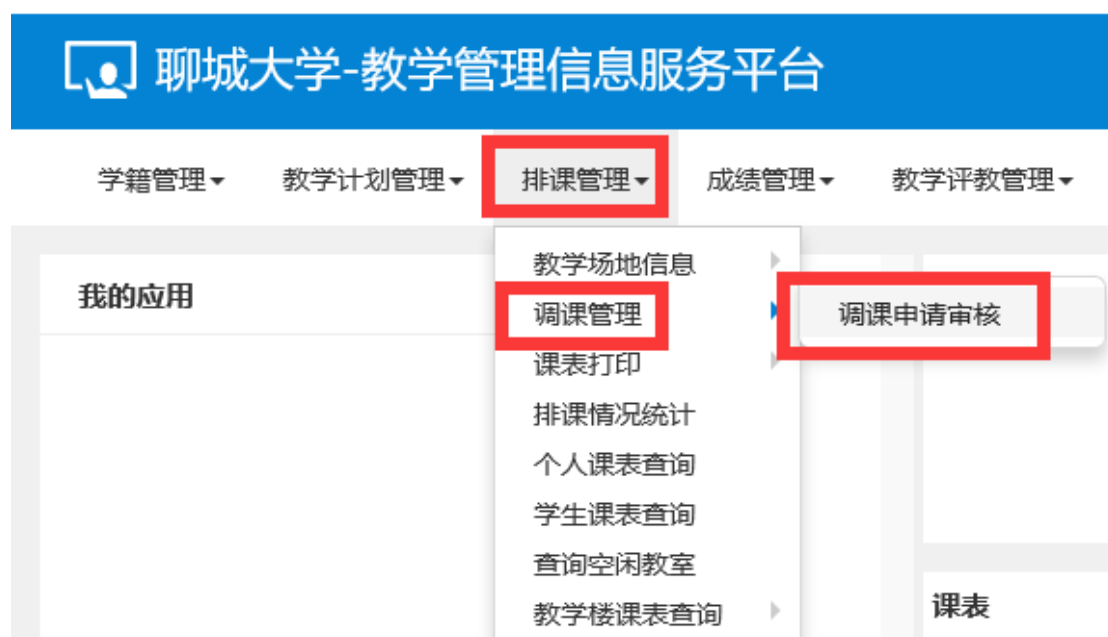 聊城大学-教学管理信息服务平台
学籍管理 教学计划管理 排课管理 成绩管理 教学评教管理
教学场地信息
我的应用
调课管理 调课申请审核
课表打印
排课情况统计
个人课表查询
学生课表查询
查询空闲教室
教学楼课表查询
课表